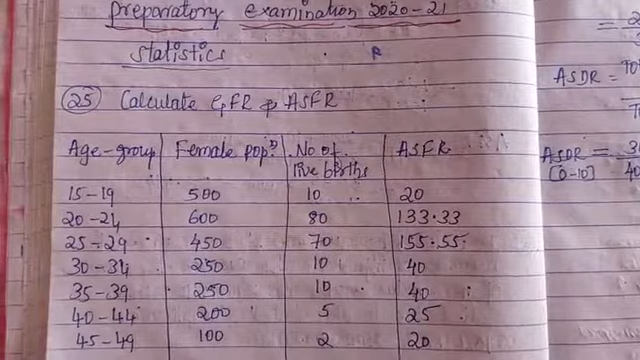 preparatory examination 2020-21
Statistics R
25 Calculate GFR & ASFR
Age-group Female popn No of live births ASFR
15-19 500 10 20
20-24 600 80 133.33
25-29 450 70 155.55
30-34 250 10 40
35-39 250 10 40
40-44 200 5 25
45-49 100 2 20
=
ASDR =
ASDR =
[0-10]